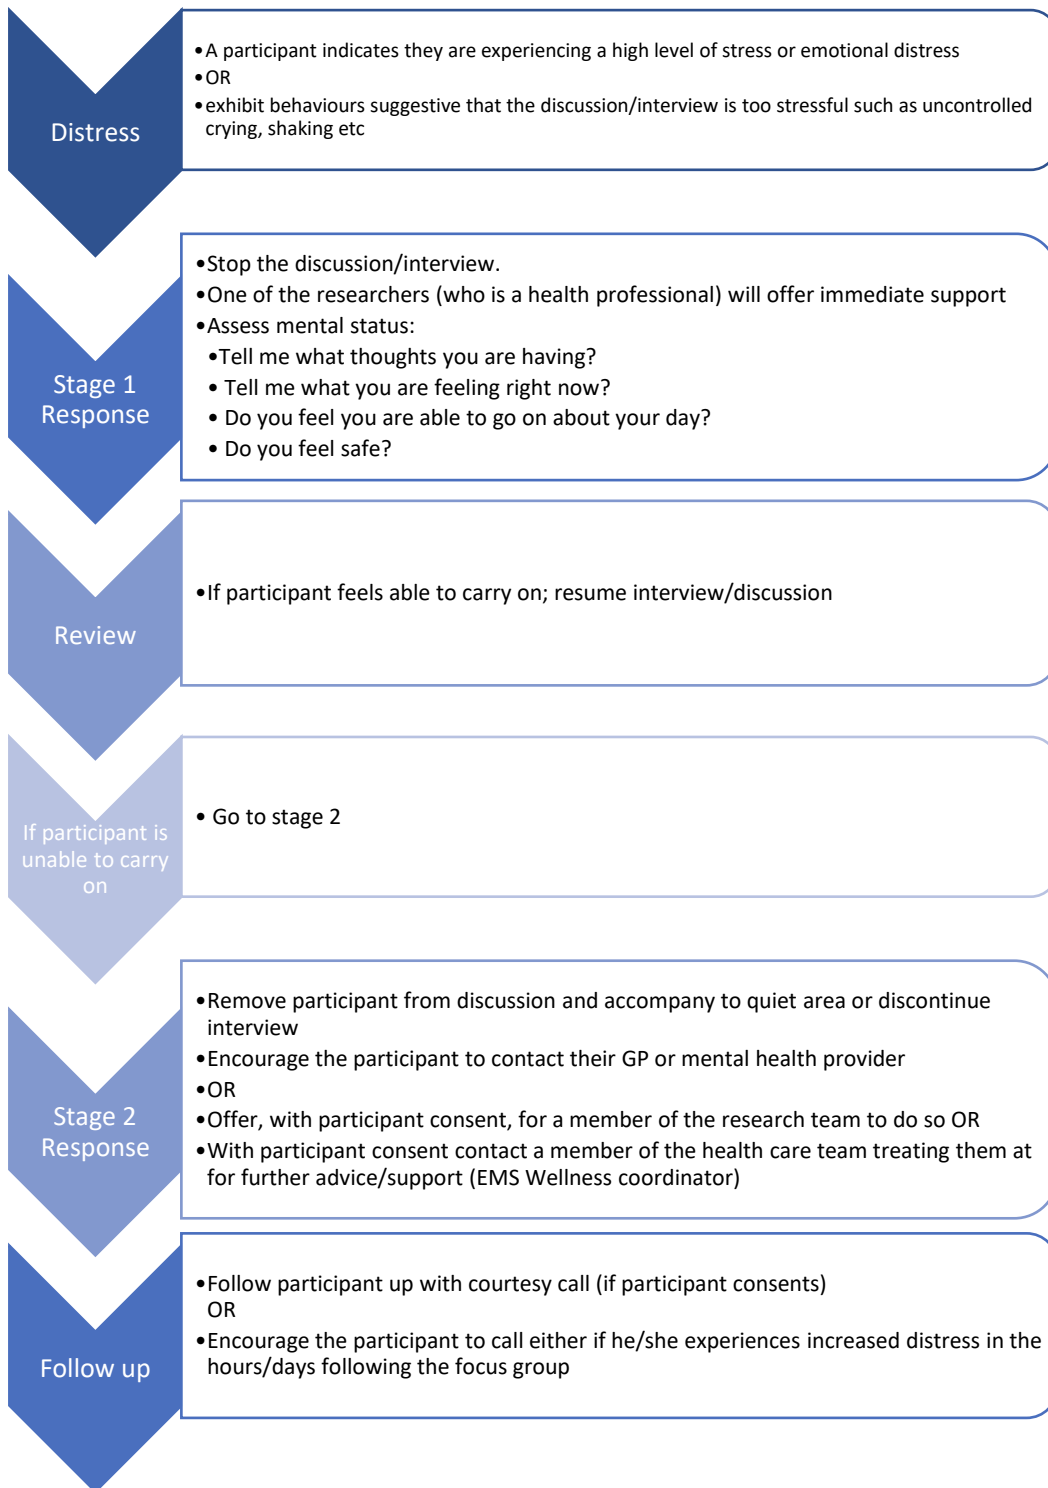 Distress
•A participant indicates they are experiencing a high level of stress or emotional distress
•OR
•exhibit behaviours suggestive that the discussion/interview is too stressful such as uncontrolled
crying, shaking etc
Stage 1
Response
•Stop the discussion/interview.
•One of the researchers (who is a health professional) will offer immediate support
•Assess mental status:
•Tell me what thoughts you are having?
• Tell me what you are feeling right now?
• Do you feel you are able to go on about your day?
• Do you feel safe?
Review
•If participant feels able to carry on; resume interview/discussion
If participant is
unable to carry
on
• Go to stage 2
Stage 2
Response
•Remove participant from discussion and accompany to quiet area or discontinue
interview
•Encourage the participant to contact their GP or mental health provider
•OR
•Offer, with participant consent, for a member of the research team to do so OR
•With participant consent contact a member of the health care team treating them at
for further advice/support (EMS Wellness coordinator)
Follow up
•Follow participant up with courtesy call (if participant consents)
OR
•Encourage the participant to call either if he/she experiences increased distress in the
hours/days following the focus group